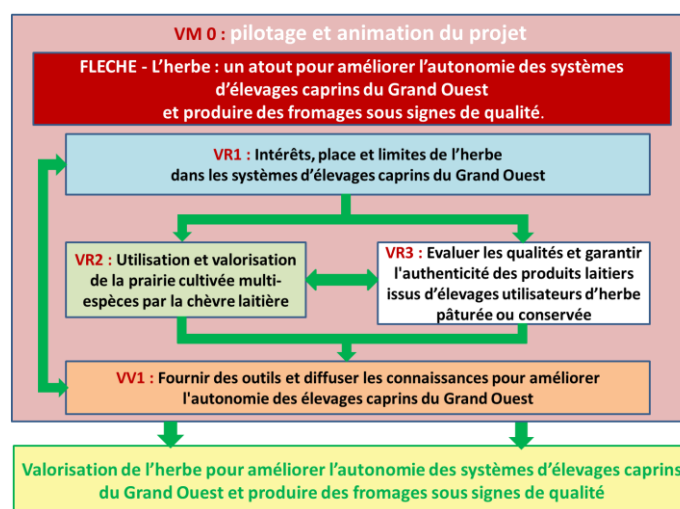 VM 0 : pilotage et animation du projet
FLECHE - L’herbe : un atout pour améliorer l’autonomie des systèmes
d’élevages caprins du Grand Ouest
et produire des fromages sous signes de qualité.
VR1 : Intérêts, place et limites de l’herbe
dans les systèmes d’élevages caprins du Grand Ouest
VR2 : Utilisation et valorisation
de la prairie cultivée multi-
espèces par la chèvre laitière
VR3 : Evaluer les qualités et garantir
l'authenticité des produits laitiers
issus d’élevages utilisateurs d’herbe
pâturée ou conservée
VV1 : Fournir des outils et diffuser les connaissances pour améliorer
l'autonomie des élevages caprins du Grand Ouest
Valorisation de l’herbe pour améliorer l’autonomie des systèmes d’élevages caprins
du Grand Ouest et produire des fromages sous signes de qualité